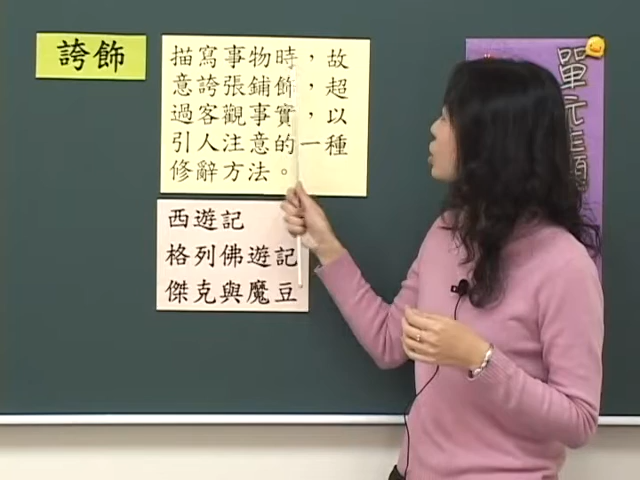 誇飾
描寫事物時，故
意誇張鋪飾，超
過客觀事實，以
引人注意的一種
修辭方法。
西遊記
格列佛遊記
傑克與魔豆
單元